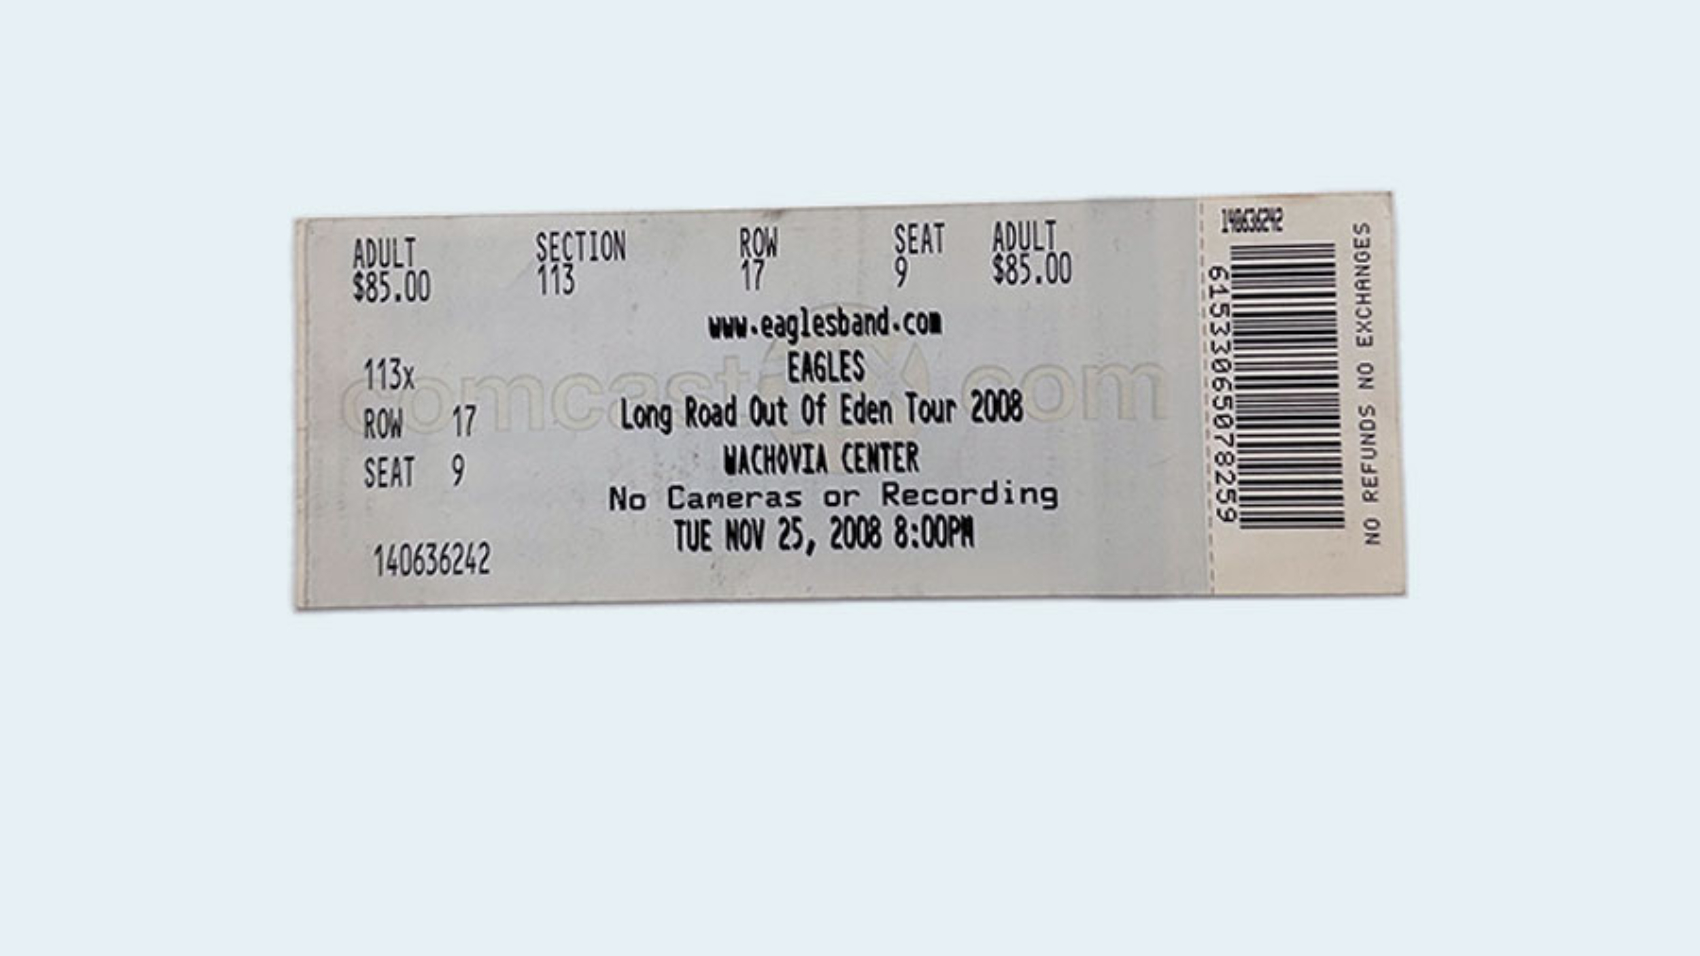 ADULT SECTION ROW SEAT ADULT
$85.00 113 17 9 $85.00
www.eaglesband.com
EAGLES
113x
Long Road Out Of Eden Tour 2008
ROW 17
WACHOVIA CENTER
SEAT 9
No Cameras or Recording
TUE NOV 25, 2008 8:00PM
140636242
comcast com
140636242
61533065078259
NO REFUNDS NO EXCHANGES